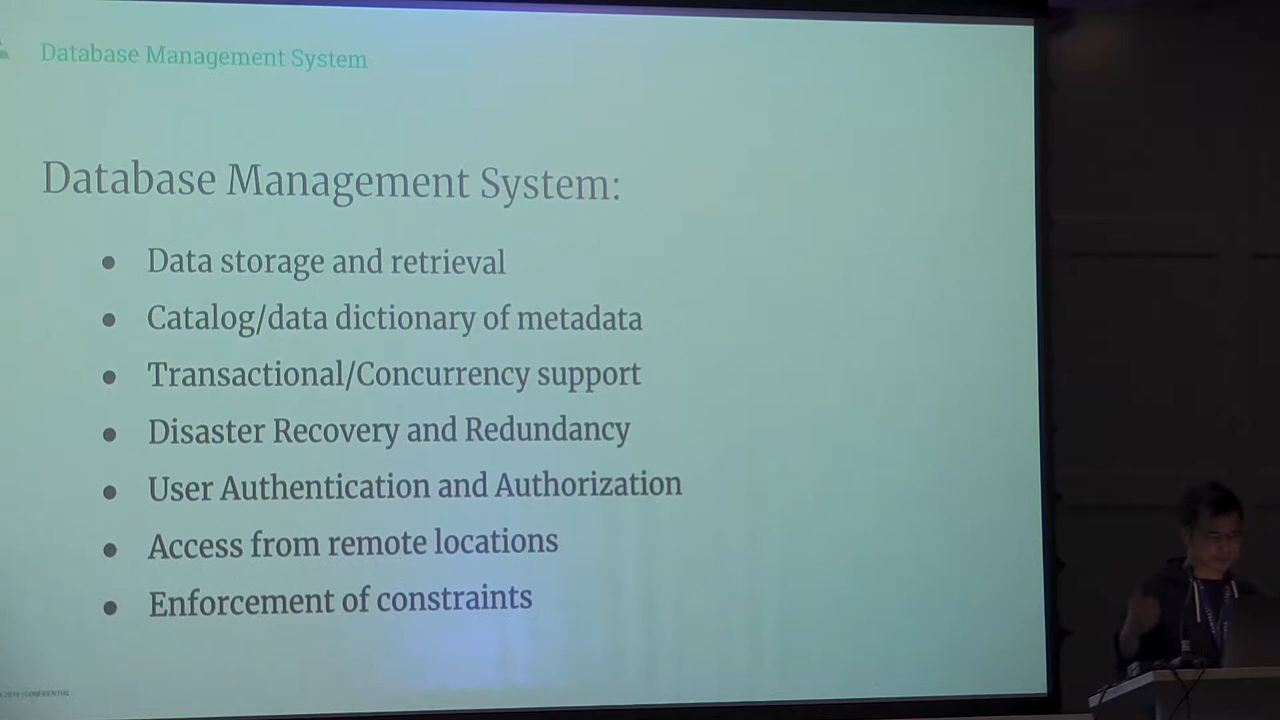 Database Management System
Database Management System:
Data storage and retrieval
Catalog/data dictionary of metadata
Transactional/Concurrency support
Disaster Recovery and Redundancy
User Authentication and Authorization
Access from remote locations
Enforcement of constraints
CONFIDENTIAL